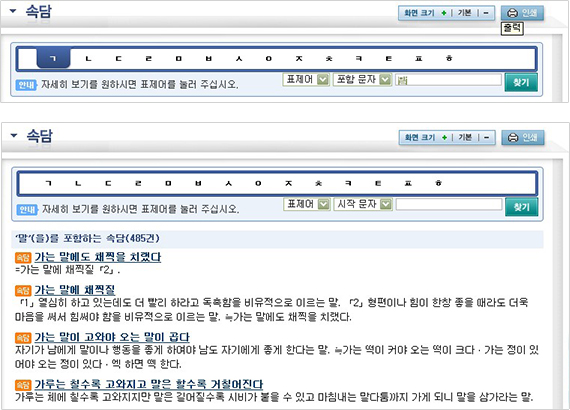 속담
화면 크기 + | 기본 | −
인쇄
출력
ㄱ ㄴ ㄷ ㄹ ㅁ ㅂ ㅅ ㅇ ㅈ ㅊ ㅋ ㅌ ㅍ ㅎ
안내 자세히 보기를 원하시면 표제어를 눌러 주십시오.
표제어 포함 문자 말 찾기
속담
화면 크기 + | 기본 | −
인쇄
ㄱ ㄴ ㄷ ㄹ ㅁ ㅂ ㅅ ㅇ ㅈ ㅊ ㅋ ㅌ ㅍ ㅎ
안내 자세히 보기를 원하시면 표제어를 눌러 주십시오.
표제어 시작 문자 찾기
'말'(을)를 포함하는 속담(485건)
속담 가는 말에도 채찍을 치랬다
=가는 말에 채찍질「2」.
속담 가는 말에 채찍질
「1」열심히 하고 있는데도 더 빨리 하라고 독촉함을 비유적으로 이르는 말. 「2」형편이나 힘이 한창 좋을 때라도 더욱
마음을 써서 힘써야 함을 비유적으로 이르는 말. ≒가는 말에도 채찍을 치랬다.
속담 가는 말이 고와야 오는 말이 곱다
자기가 남에게 말이나 행동을 좋게 하여야 남도 자기에게 좋게 한다는 말. ≒가는 떡이 커야 오는 떡이 크다·가는 정이 있
어야 오는 정이 있다·엑 하면 떽 한다.
속담 가루는 칠수록 고와지고 말은 할수록 거칠어진다
가루는 체에 칠수록 고와지지만 말은 길어질수록 시비가 붙을 수 있고 마침내는 말다툼까지 가게 되니 말을 삼가라는 말.